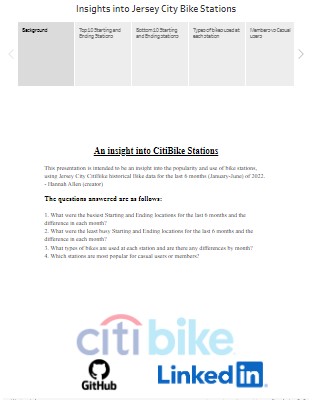 Insights into Jersey City Bike Stations
Background
Top 10 Starting and
Ending Stations
Bottom 10 Starting
and Ending stations
Types of bikes used at
each station
Members vs Casual
users
An insight into CitiBike Stations
This presentation is intended to be an insight into the popularity and use of bike stations,
using Jersey City CitiBike historical Bike data for the last 6 months (January-June) of 2022.
- Hannah Allen (creator)
The questions answered are as follows:
1. What were the busiest Starting and Ending locations for the last 6 months and the
difference in each month?
2. What were the least busy Starting and Ending locations for the last 6 months and the
difference in each month?
3. What types of bikes are used at each station and are there any differences by month?
4. Which stations are most popular for casual users or members?
citi bike
GitHub
Linked in